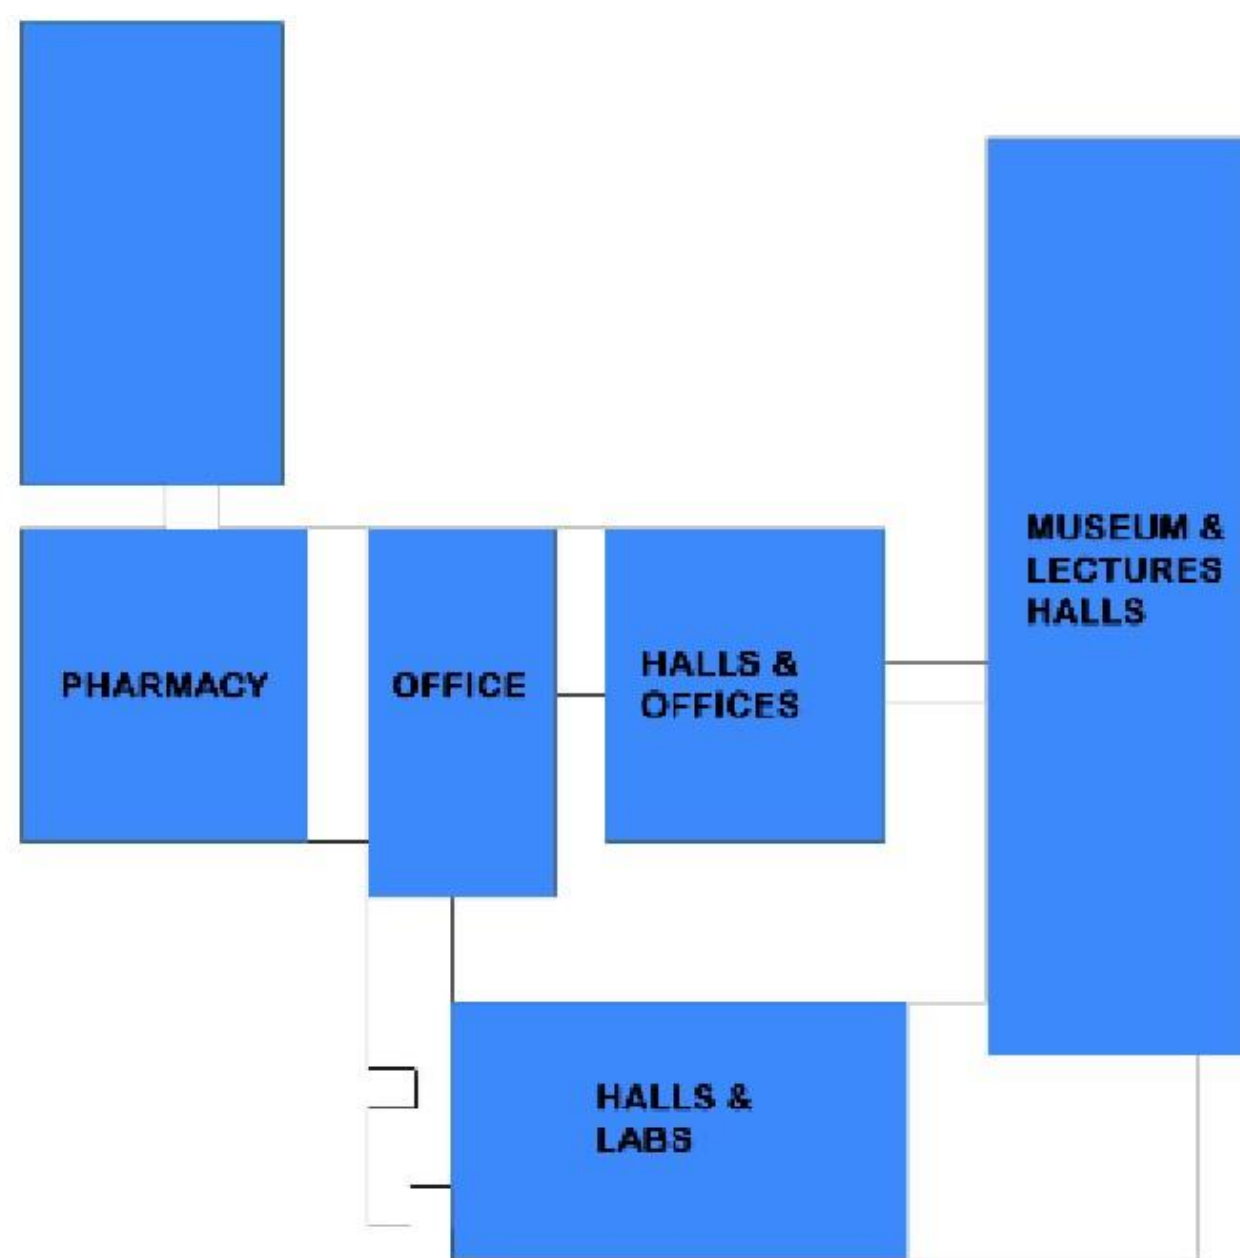 MUSEUM &
LECTURES
HALLS
PHARMACY
OFFICE
HALLS &
OFFICES
HALLS &
LABS